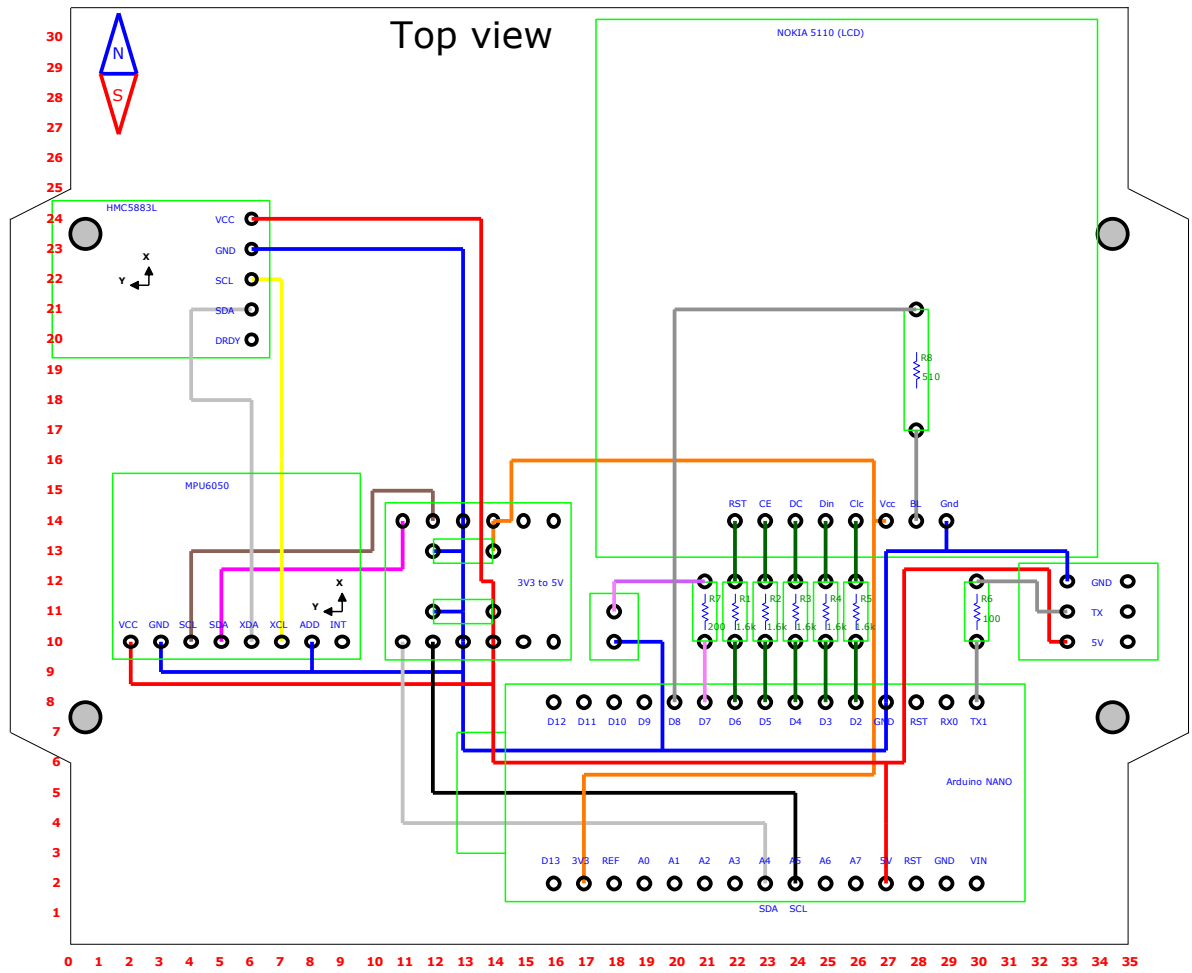 Top view
NOKIA 5110 (LCD)
30
N
29
28
S
27
26
25
HMC5883L
24
VCC
23
GND
X
Y
22
SCL
21
SDA
20
DRDY
19
R8
510
18
17
16
15
MPU6050
14
RST CE DC Din Clc Vcc BL Gnd
13
3V3 to 5V
12
GND
X
Y
11
R7 R1 R2 R3 R4 R5 R6
200 1.6k 1.6k 1.6k 1.6k 1.6k 100
TX
VCC GND SCL SDA XDA XCL ADD INT
10
5V
9
8
D12 D11 D10 D9 D8 D7 D6 D5 D4 D3 D2 GND RST RX0 TX1
7
6
Arduino NANO
5
4
3
D13 3V3 REF A0 A1 A2 A3 A4 A5 A6 A7 5V RST GND VIN
2
1
SDA SCL
0 1 2 3 4 5 6 7 8 9 10 11 12 13 14 15 16 17 18 19 20 21 22 23 24 25 26 27 28 29 30 31 32 33 34 35